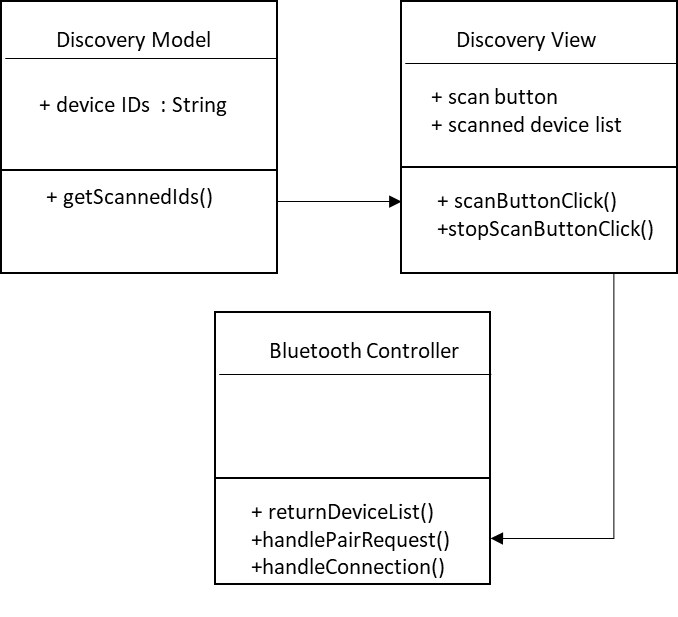 Discovery Model
+ device IDs : String
+ getScannedIds()
Discovery View
+ scan button
+ scanned device list
+ scanButtonClick()
+stopScanButtonClick()
Bluetooth Controller
+ returnDeviceList()
+handlePairRequest()
+handleConnection()